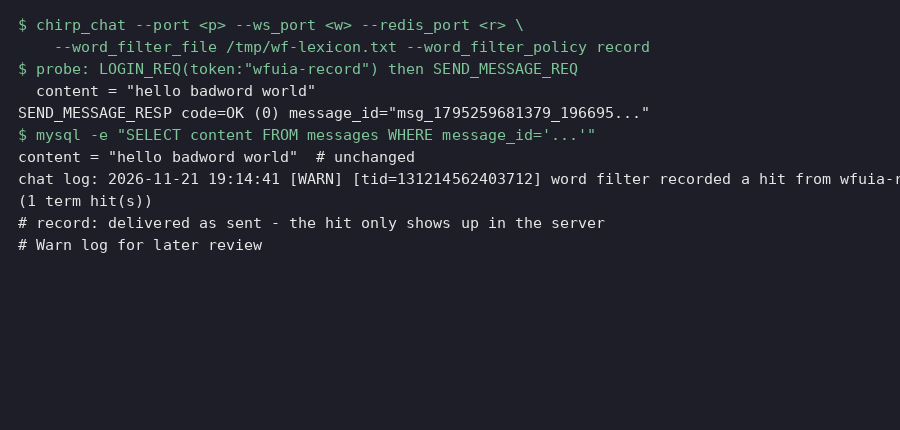 $ chirp_chat --port <p> --ws_port <w> --redis_port <r> \
    --word_filter_file /tmp/wf-lexicon.txt --word_filter_policy record
$ probe: LOGIN_REQ(token:"wfuia-record") then SEND_MESSAGE_REQ
  content = "hello badword world"
SEND_MESSAGE_RESP code=OK (0) message_id="msg_1795259681379_196695..."
$ mysql -e "SELECT content FROM messages WHERE message_id='...'"
content = "hello badword world"  # unchanged
chat log: 2026-11-21 19:14:41 [WARN] [tid=131214562403712] word filter recorded a hit from wfuia-r
(1 term hit(s))
# record: delivered as sent - the hit only shows up in the server
# Warn log for later review